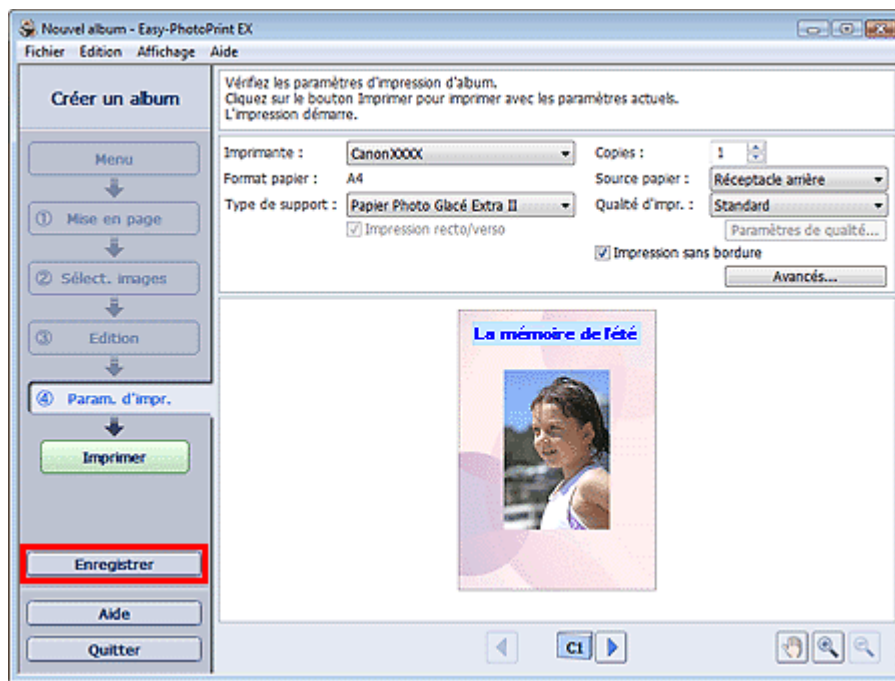 Nouvel album - Easy-PhotoPrint EX
Fichier Edition Affichage Aide
Créer un album
Vérifiez les paramètres d'impression d'album.
Cliquez sur le bouton Imprimer pour imprimer avec les paramètres actuels.
L'impression démarre.
Menu
① Mise en page
② Sélect. images
③ Edition
④ Param. d'impr.
Imprimer
Enregistrer
Aide
Quitter
Imprimante : Canon XXXX Copies : 1
Format papier : A4 Source papier : Réceptacle arrière
Type de support : Papier Photo Glacé Extra II Qualité d'impr. : Standard
Impression recto/verso Paramètres de qualité...
Impression sans bordure
Avancés...
La mémoire de l'été
C1